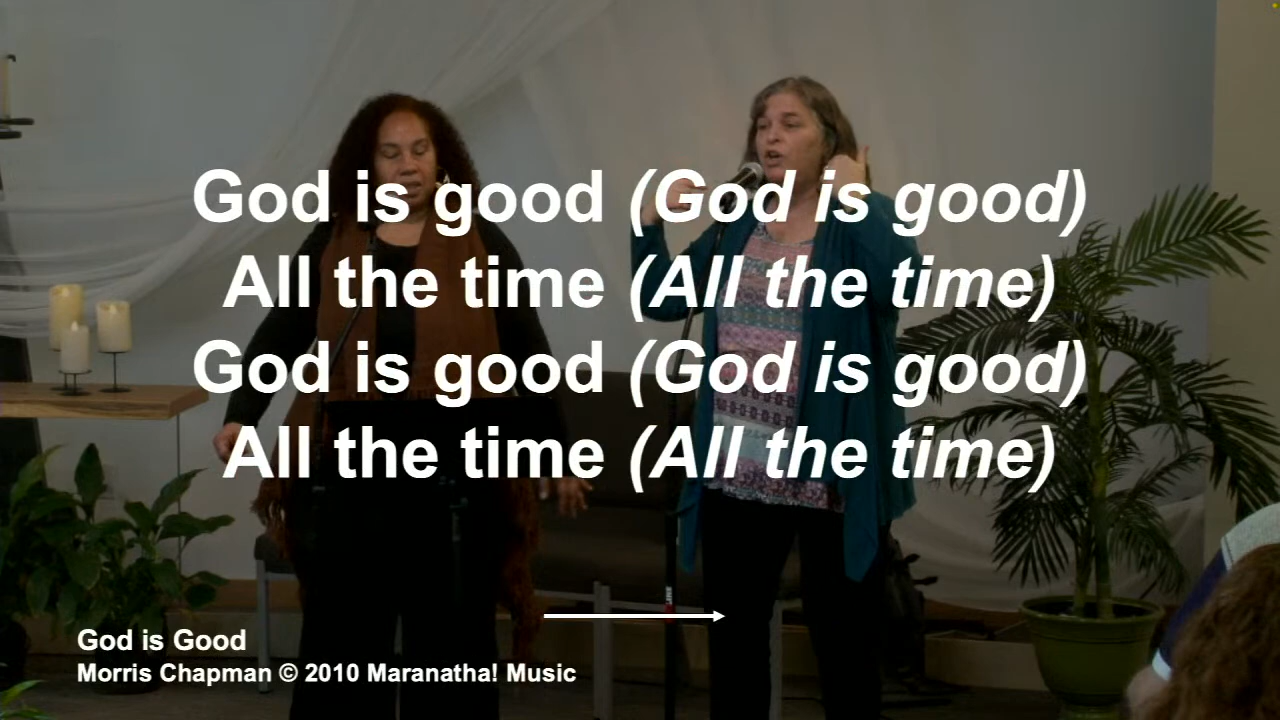 God is good (God is good)
All the time (All the time)
God is good (God is good)
All the time (All the time)
God is Good
Morris Chapman © 2010 Maranatha! Music